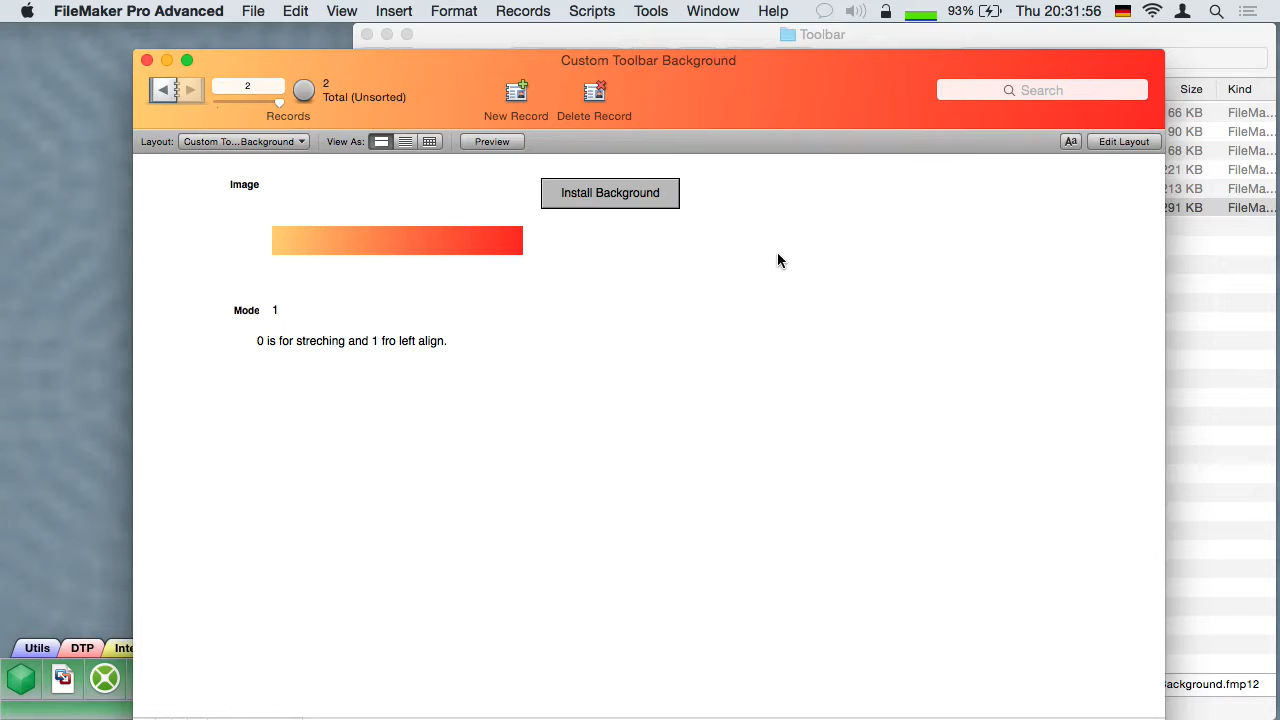 FileMaker Pro Advanced File Edit View Insert Format Records Scripts Tools Window Help 93% Thu 20:31:56
Toolbar
Custom Toolbar Background
2
2
Total (Unsorted)
Records
New Record
Delete Record
Search
Size Kind
Layout: Custom To...Background View As: Preview Aa Edit Layout
66 KB FileMa...
90 KB FileMa...
68 KB FileMa...
221 KB FileMa...
213 KB FileMa...
291 KB FileMa...
Image
Install Background
Mode 1
0 is for streching and 1 fro left align.
Utils DTP Inte
Background.fmp12